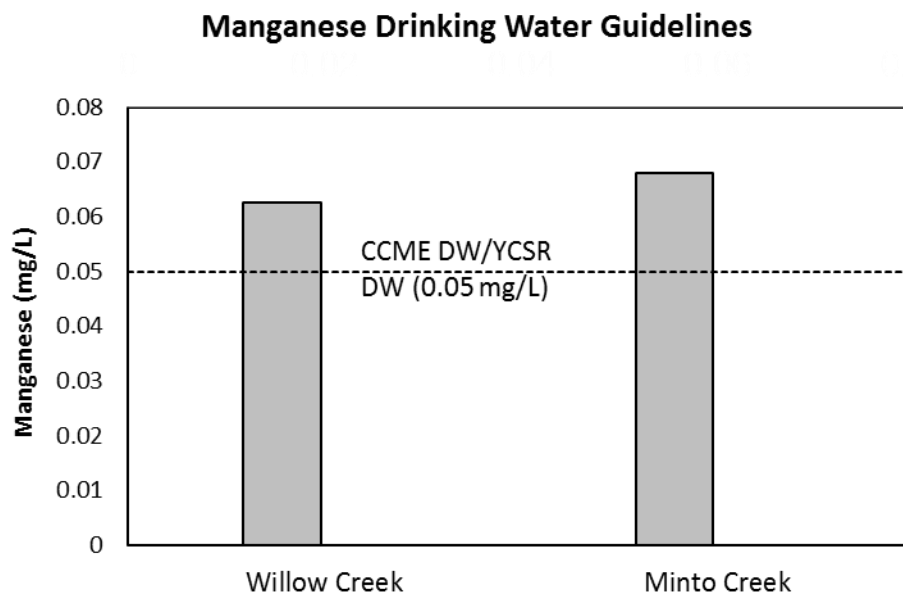 Manganese Drinking Water Guidelines
Manganese (mg/L)
0.08
0.07
0.06
0.05
0.04
0.03
0.02
0.01
0
CCME DW/YCSR
DW (0.05 mg/L)
Willow Creek
Minto Creek